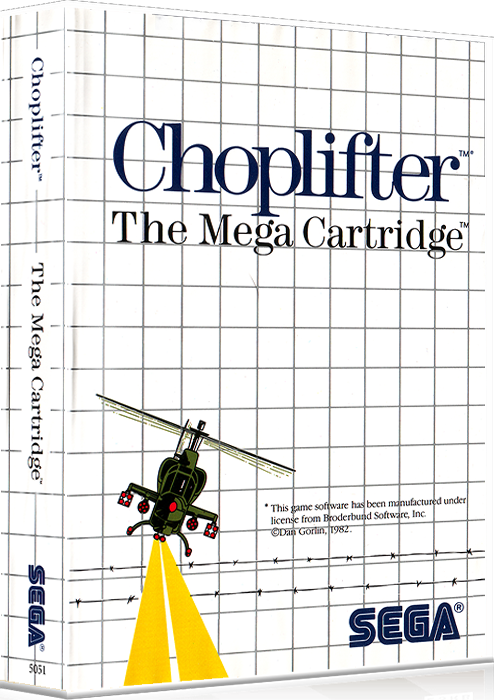 Choplifter™
The Mega Cartridge™
SEGA
5051
Choplifter™*
The Mega Cartridge™
* This game software has been manufactured under
license from Broderbund Software, Inc.
©Dan Gorlin, 1982.
SEGA®